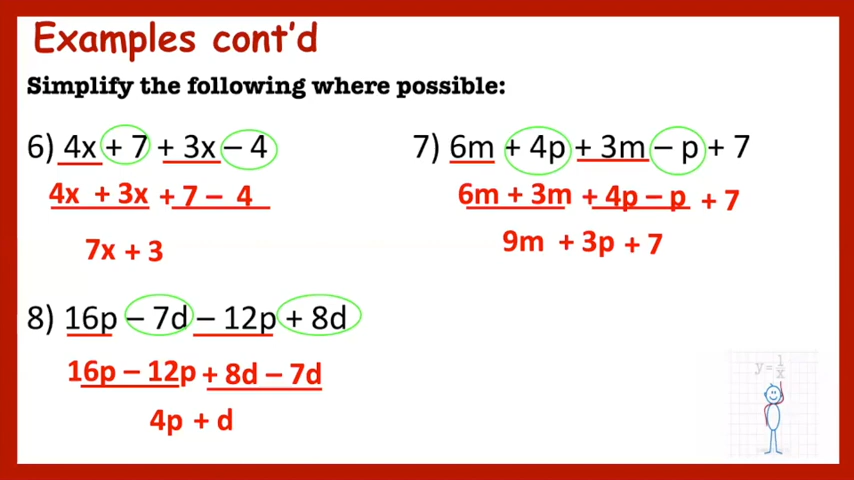 Examples cont'd
Simplify the following where possible:
6) 4x + 7 + 3x – 4
4x + 3x + 7 – 4
7x + 3
7) 6m + 4p + 3m – p + 7
6m + 3m + 4p – p + 7
9m + 3p + 7
8) 16p – 7d – 12p + 8d
16p – 12p + 8d – 7d
4p + d
y = 1/x